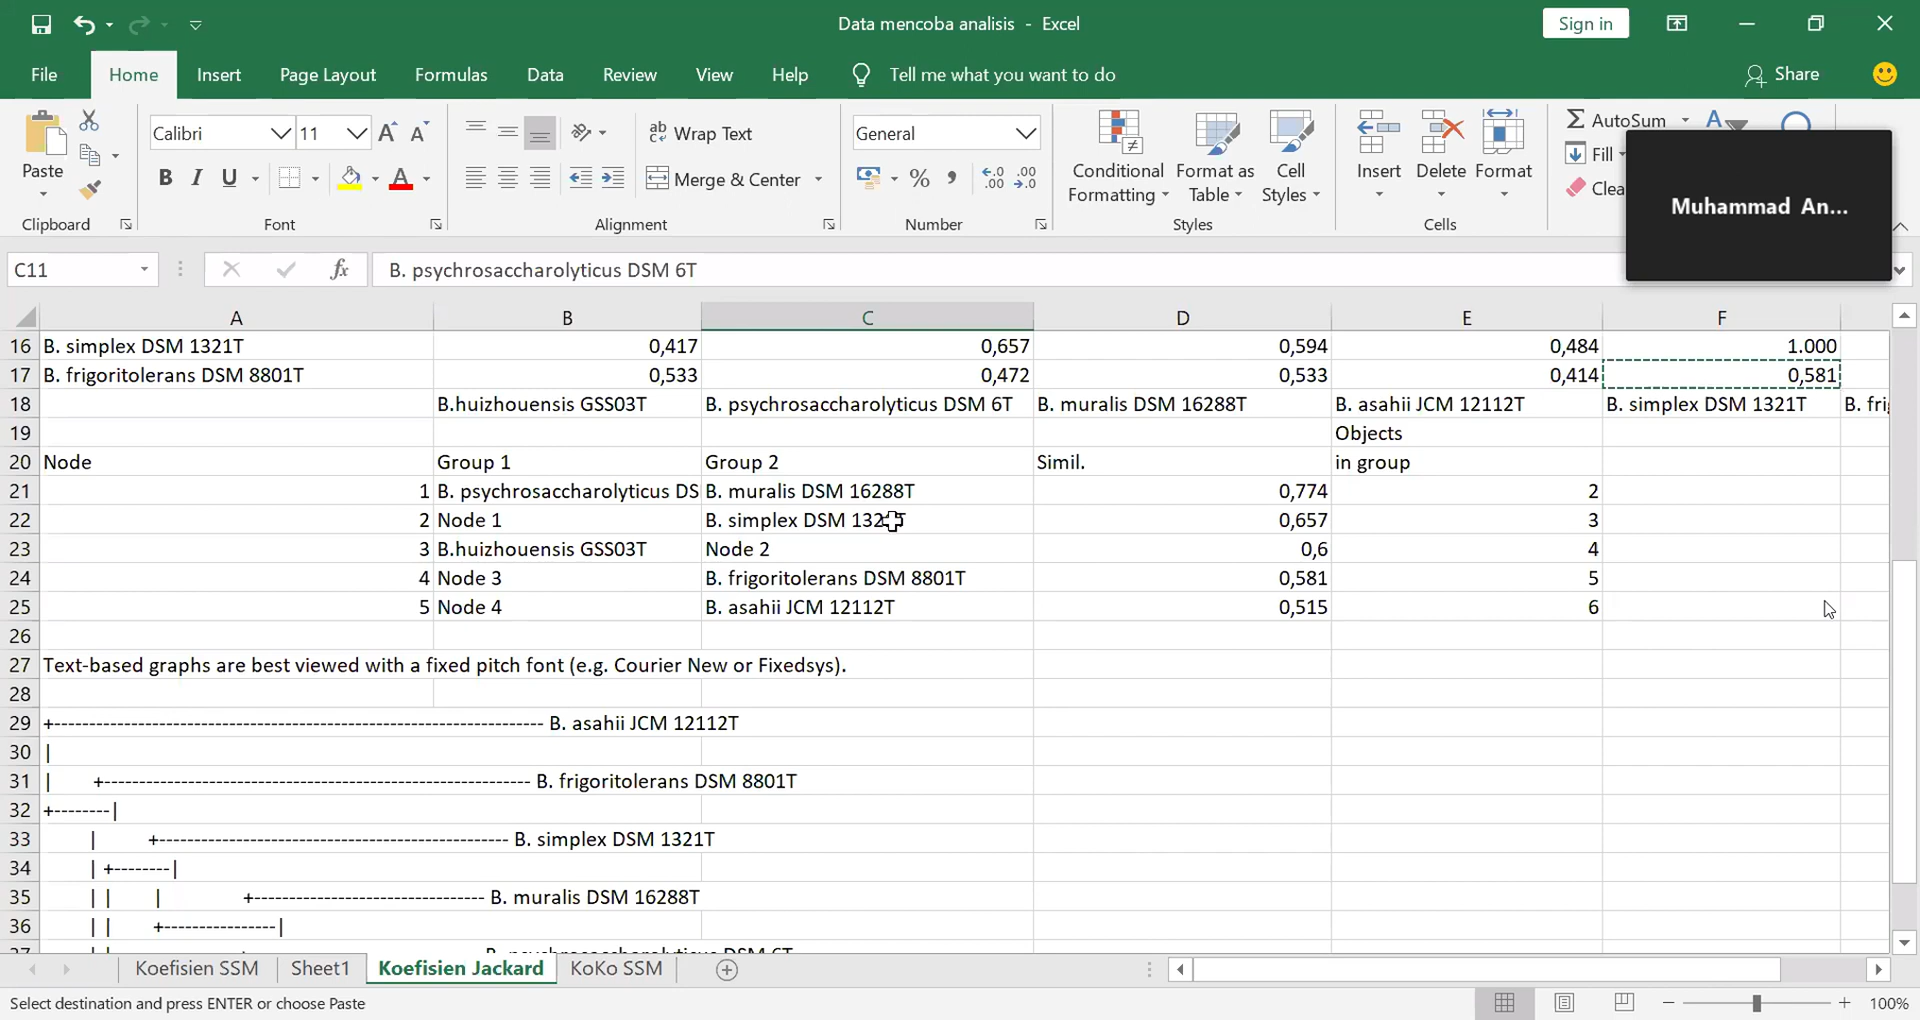 Data mencoba analisis - Excel
Sign in
File Home Insert Page Layout Formulas Data Review View Help Tell me what you want to do Share
Calibri 11 Wrap Text General AutoSum
Paste Conditional Formatting Format as Table Cell Styles Insert Delete Format Fill
B I U Merge & Center % Clea
Clipboard Font Alignment Number Styles Cells
Muhammad An...
C11 fx B. psychrosaccharolyticus DSM 6T
A B C D E F
16 B. simplex DSM 1321T 0,417 0,657 0,594 0,484 1.000
17 B. frigoritolerans DSM 8801T 0,533 0,472 0,533 0,414 0,581
18 B.huizhouensis GSS03T B. psychrosaccharolyticus DSM 6T B. muralis DSM 16288T B. asahii JCM 12112T B. simplex DSM 1321T B. fri
19 Objects
20 Node Group 1 Group 2 Simil. in group
21 1 B. psychrosaccharolyticus DS B. muralis DSM 16288T 0,774 2
22 2 Node 1 B. simplex DSM 1321T 0,657 3
23 3 B.huizhouensis GSS03T Node 2 0,6 4
24 4 Node 3 B. frigoritolerans DSM 8801T 0,581 5
25 5 Node 4 B. asahii JCM 12112T 0,515 6
26
27 Text-based graphs are best viewed with a fixed pitch font (e.g. Courier New or Fixedsys).
28
29 B. asahii JCM 12112T
30
31 B. frigoritolerans DSM 8801T
32
33 B. simplex DSM 1321T
34
35 B. muralis DSM 16288T
36
37 B. psychrosaccharolyticus DSM 6T
Koefisien SSM Sheet1 Koefisien Jackard KoKo SSM
Select destination and press ENTER or choose Paste 100%